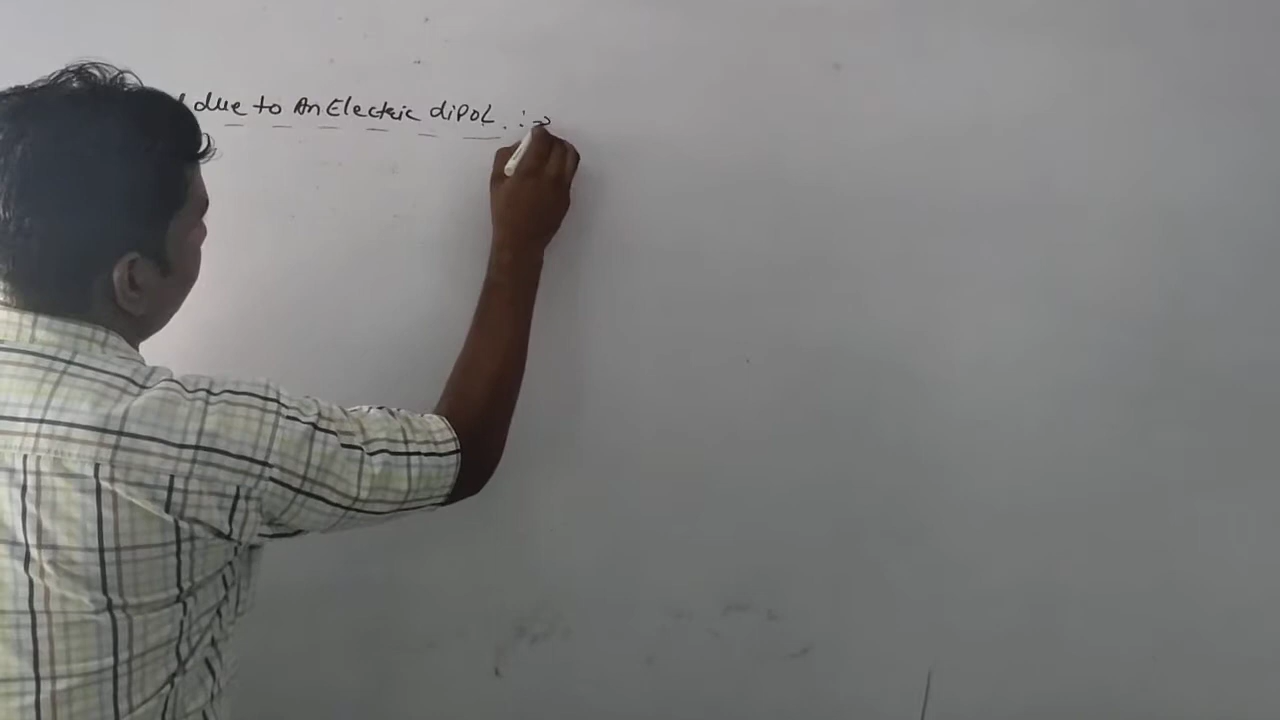 due to An Electric dipol :→